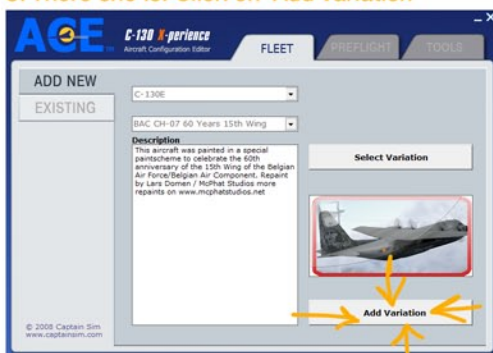 ACE
C-130 X-perience
Aircraft Configuration Editor
FLEET
PREFLIGHT
TOOLS
ADD NEW
EXISTING
C-130E
BAC CH-07 60 Years 15th Wing
Description
This aircraft was painted in a special
paintscheme to celebrate the 60th
anniversary of the 15th Wing of the Belgian
Air Force/Belgian Air Component. Repaint
by Lars Domen / McPhat Studios more
repaints on www.mcphatstudios.net
Select Variation
Add Variation
© 2008 Captain Sim
www.captainsim.com